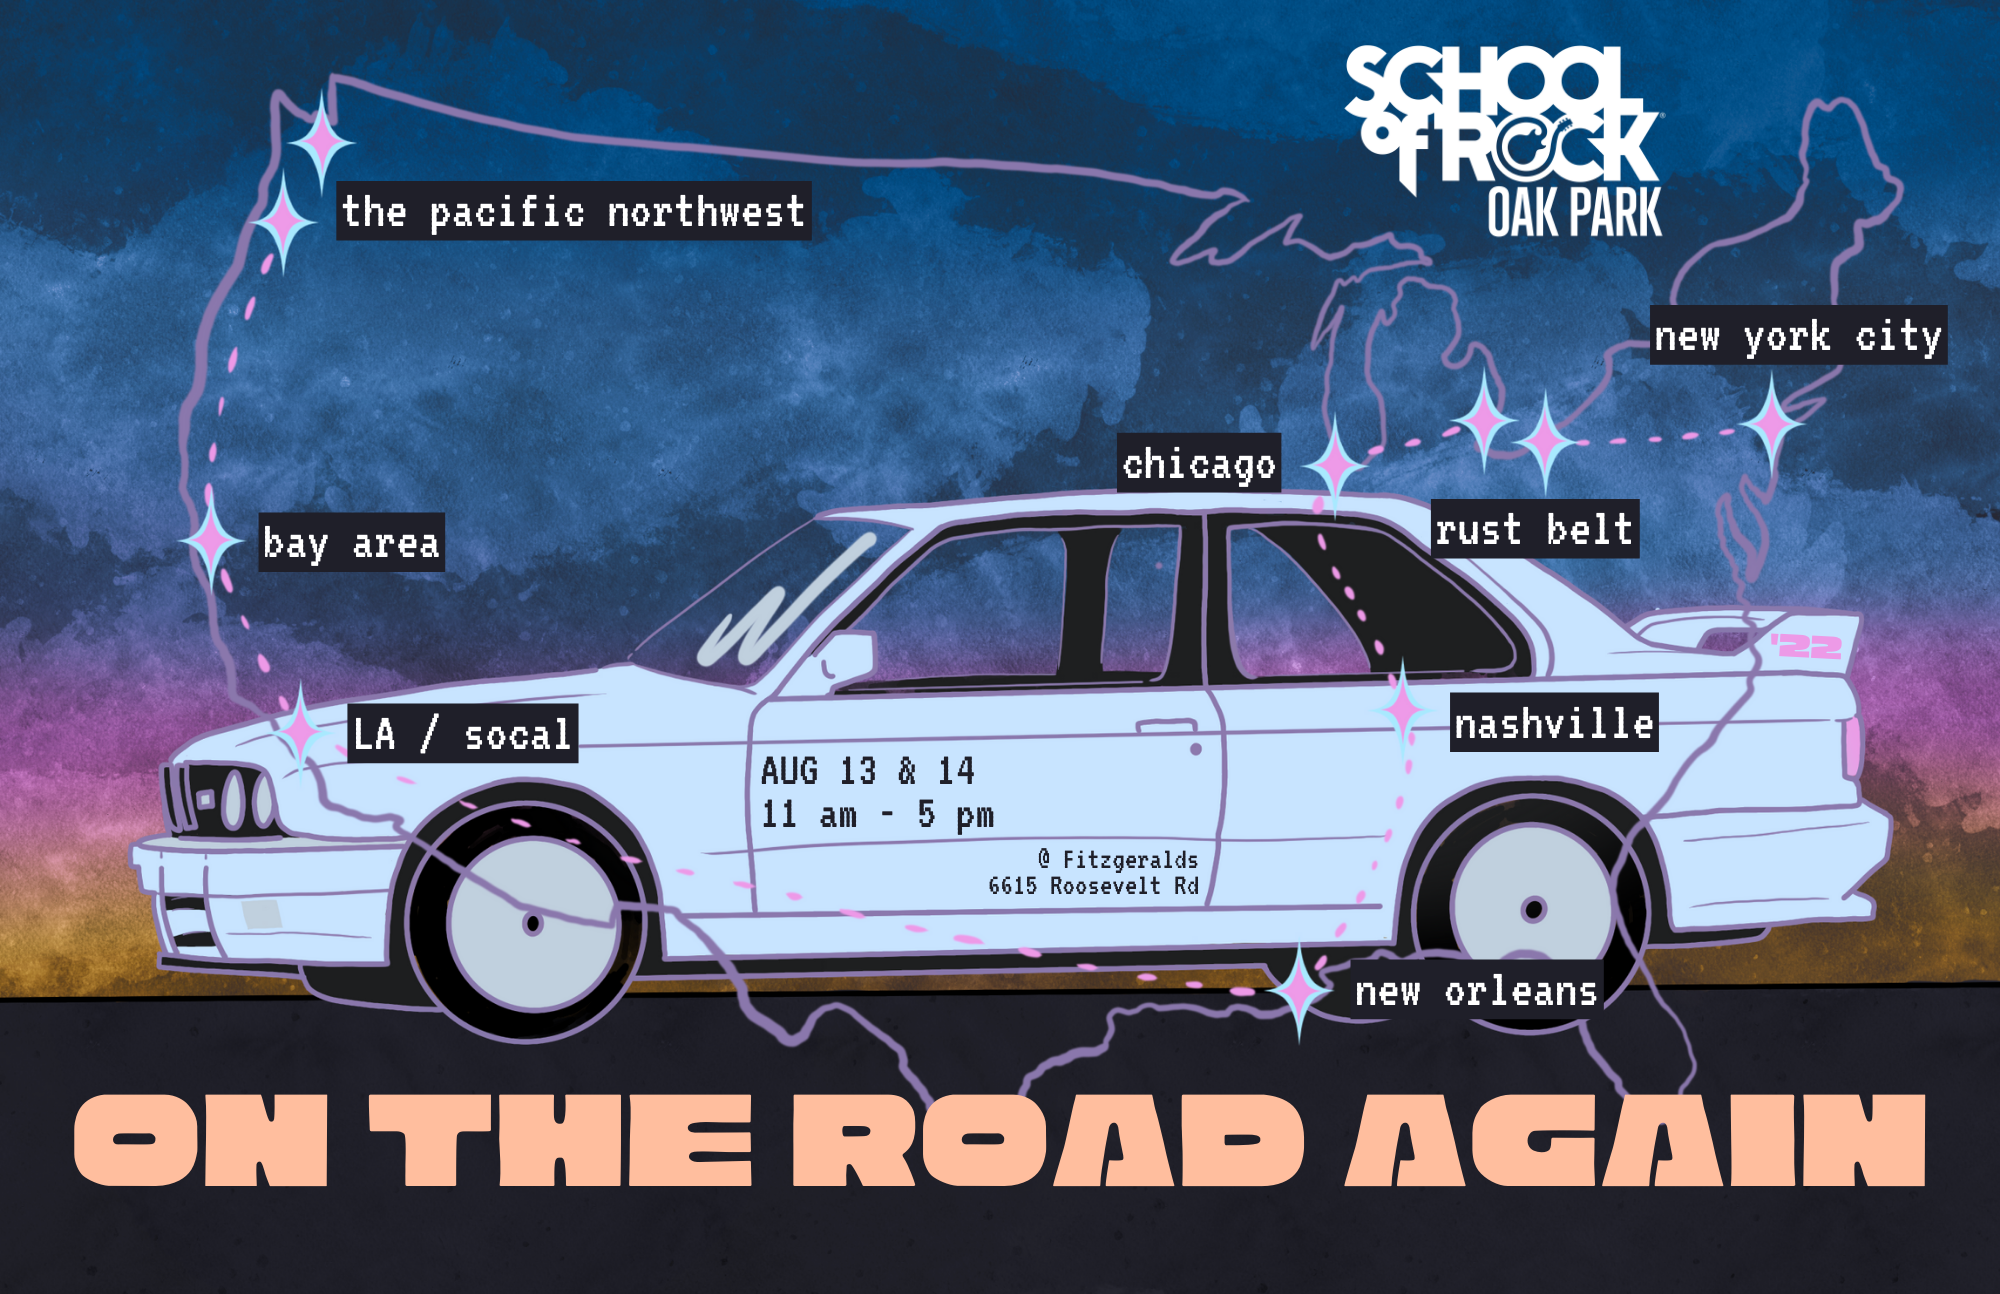 SCHOOL
of ROCK
OAK PARK
the pacific northwest
new york city
chicago
rust belt
bay area
'22
LA / socal
nashville
AUG 13 & 14
11 am - 5 pm
@ Fitzgeralds
6615 Roosevelt Rd
new orleans
ON THE ROAD AGAIN